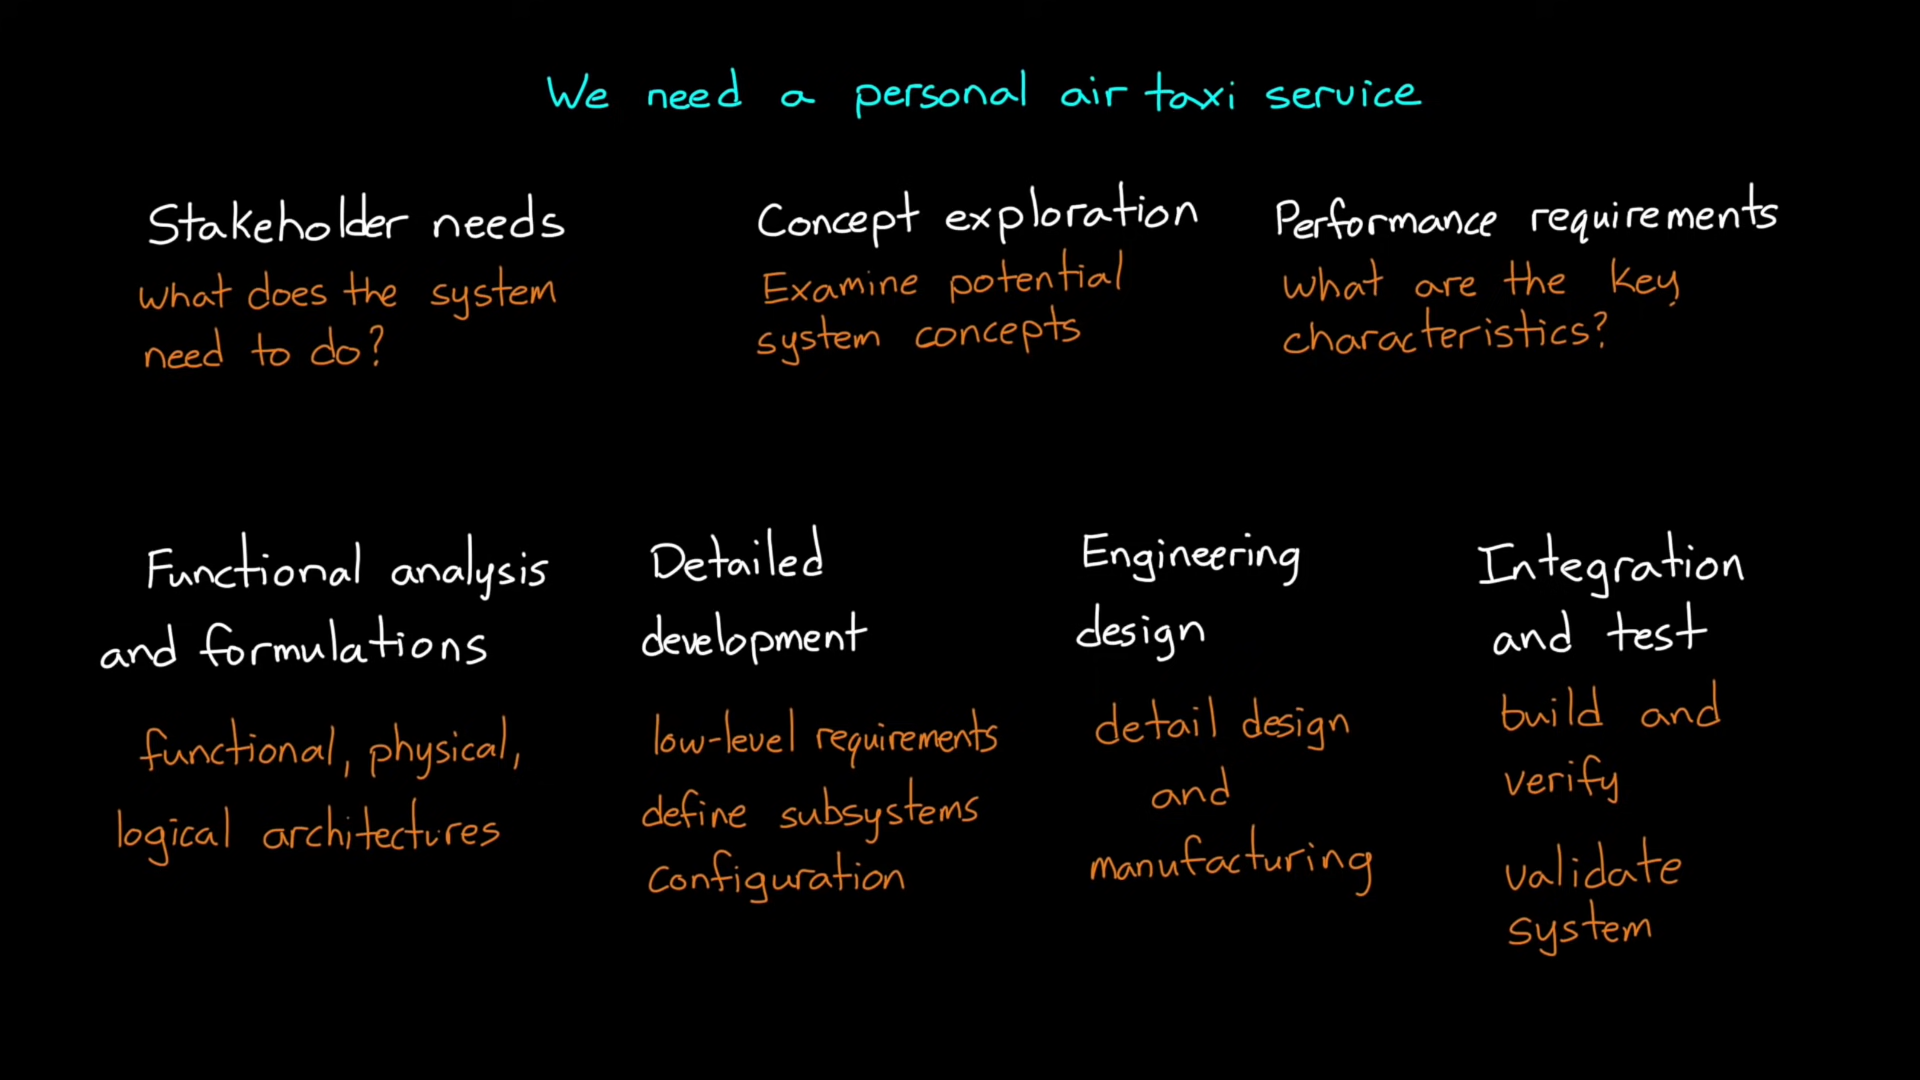 We need a personal air taxi service
Stakeholder needs
what does the system
need to do?
Concept exploration
Examine potential
system concepts
Performance requirements
what are the key
characteristics?
Functional analysis
and formulations
functional, physical,
logical architectures
Detailed
development
low-level requirements
define subsystems
configuration
Engineering
design
detail design
and
manufacturing
Integration
and test
build and
verify
validate
system